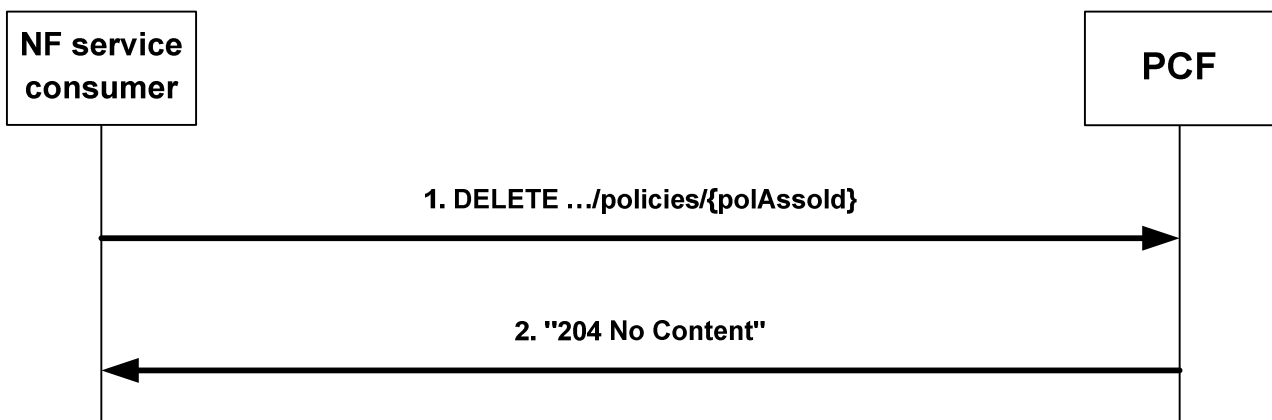 NF service
consumer
PCF
1. DELETE …/policies/{polAssoId}
2. "204 No Content"